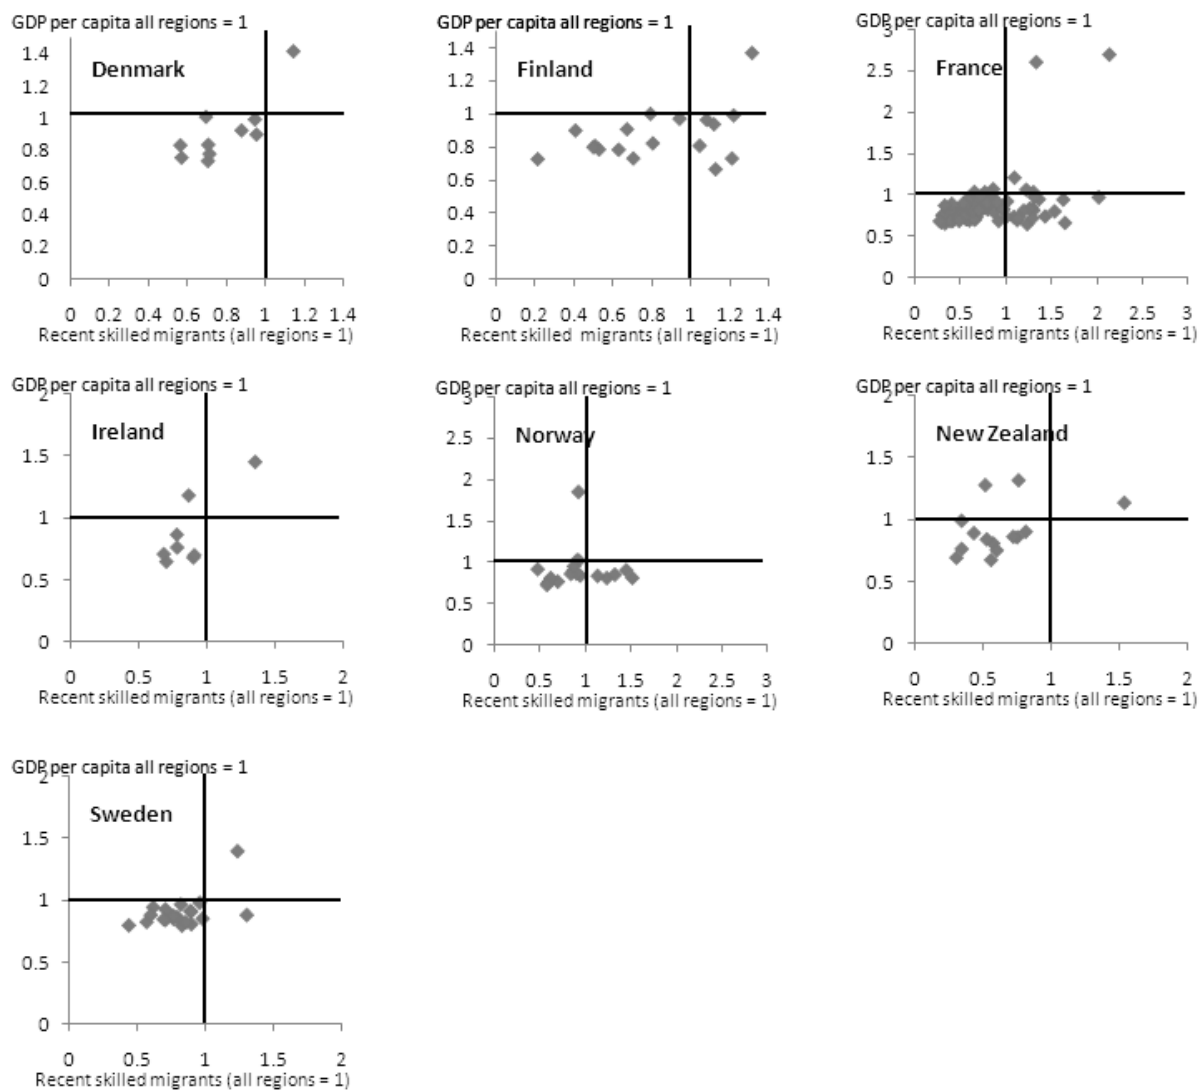 GDP per capita all regions = 1
Denmark
1.4
1.2
1
0.8
0.6
0.4
0.2
0
0 0.2 0.4 0.6 0.8 1 1.2 1.4
Recent skilled migrants (all regions = 1)
GDP per capita all regions = 1
Finland
1.4
1.2
1
0.8
0.6
0.4
0.2
0
0 0.2 0.4 0.6 0.8 1 1.2 1.4
Recent skilled migrants (all regions = 1)
GDP per capita all regions = 1
3
France
2.5
2
1.5
1
0.5
0
0 0.5 1 1.5 2 2.5 3
Recent skilled migrants (all regions = 1)
GDP per capita all regions = 1
2
Ireland
1.5
1
0.5
0
0 0.5 1 1.5 2
Recent skilled migrants (all regions = 1)
GDP per capita all regions = 1
3
Norway
2.5
2
1.5
1
0.5
0
0 0.5 1 1.5 2 2.5 3
Recent skilled migrants (all regions = 1)
GDP per capita all regions = 1
2
New Zealand
1.5
1
0.5
0
0 0.5 1 1.5 2
Recent skilled migrants (all regions = 1)
GDP per capita all regions = 1
2
Sweden
1.5
1
0.5
0
0 0.5 1 1.5 2
Recent skilled migrants (all regions = 1)